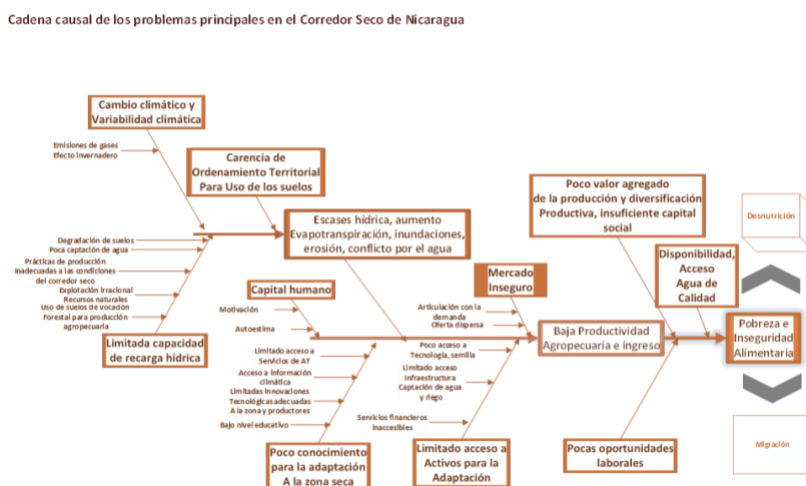 Cadena causal de los problemas principales en el Corredor Seco de Nicaragua
Cambio climático y
Variabilidad climática
Emisiones de gases
Efecto invernadero
Carencia de
Ordenamiento Territorial
Para Uso de los suelos
Escases hídrica, aumento
Evapotranspiración, inundaciones,
erosión, conflicto por el agua
Degradación de suelos
Poca captación de agua
Prácticas de producción
Inadecuadas a las condiciones
del corredor seco
Explotación irracional
Recursos naturales
Uso de suelos de vocación
Forestal para producción
agropecuaria
Limitada capacidad
de recarga hídrica
Capital humano
Motivación
Autoestima
Limitado acceso a
Servicios de AT
Acceso a información
climática
Limitadas innovaciones
Tecnológicas adecuadas
A la zona y productores
Bajo nivel educativo
Poco conocimiento
para la adaptación
A la zona seca
Mercado
Inseguro
Articulación con la
demanda
Oferta dispersa
Poco acceso a
Tecnología, semilla
Limitado acceso
Infraestructura
Captación de agua
y riego
Servicios financieros
inaccesibles
Limitado acceso a
Activos para la
Adaptación
Baja Productividad
Agropecuaria e ingreso
Poco valor agregado
de la producción y diversificación
Productiva, insuficiente capital
social
Disponibilidad,
Acceso
Agua de
Calidad
Pocas oportunidades
laborales
Desnutrición
Pobreza e
Inseguridad
Alimentaria
Migración